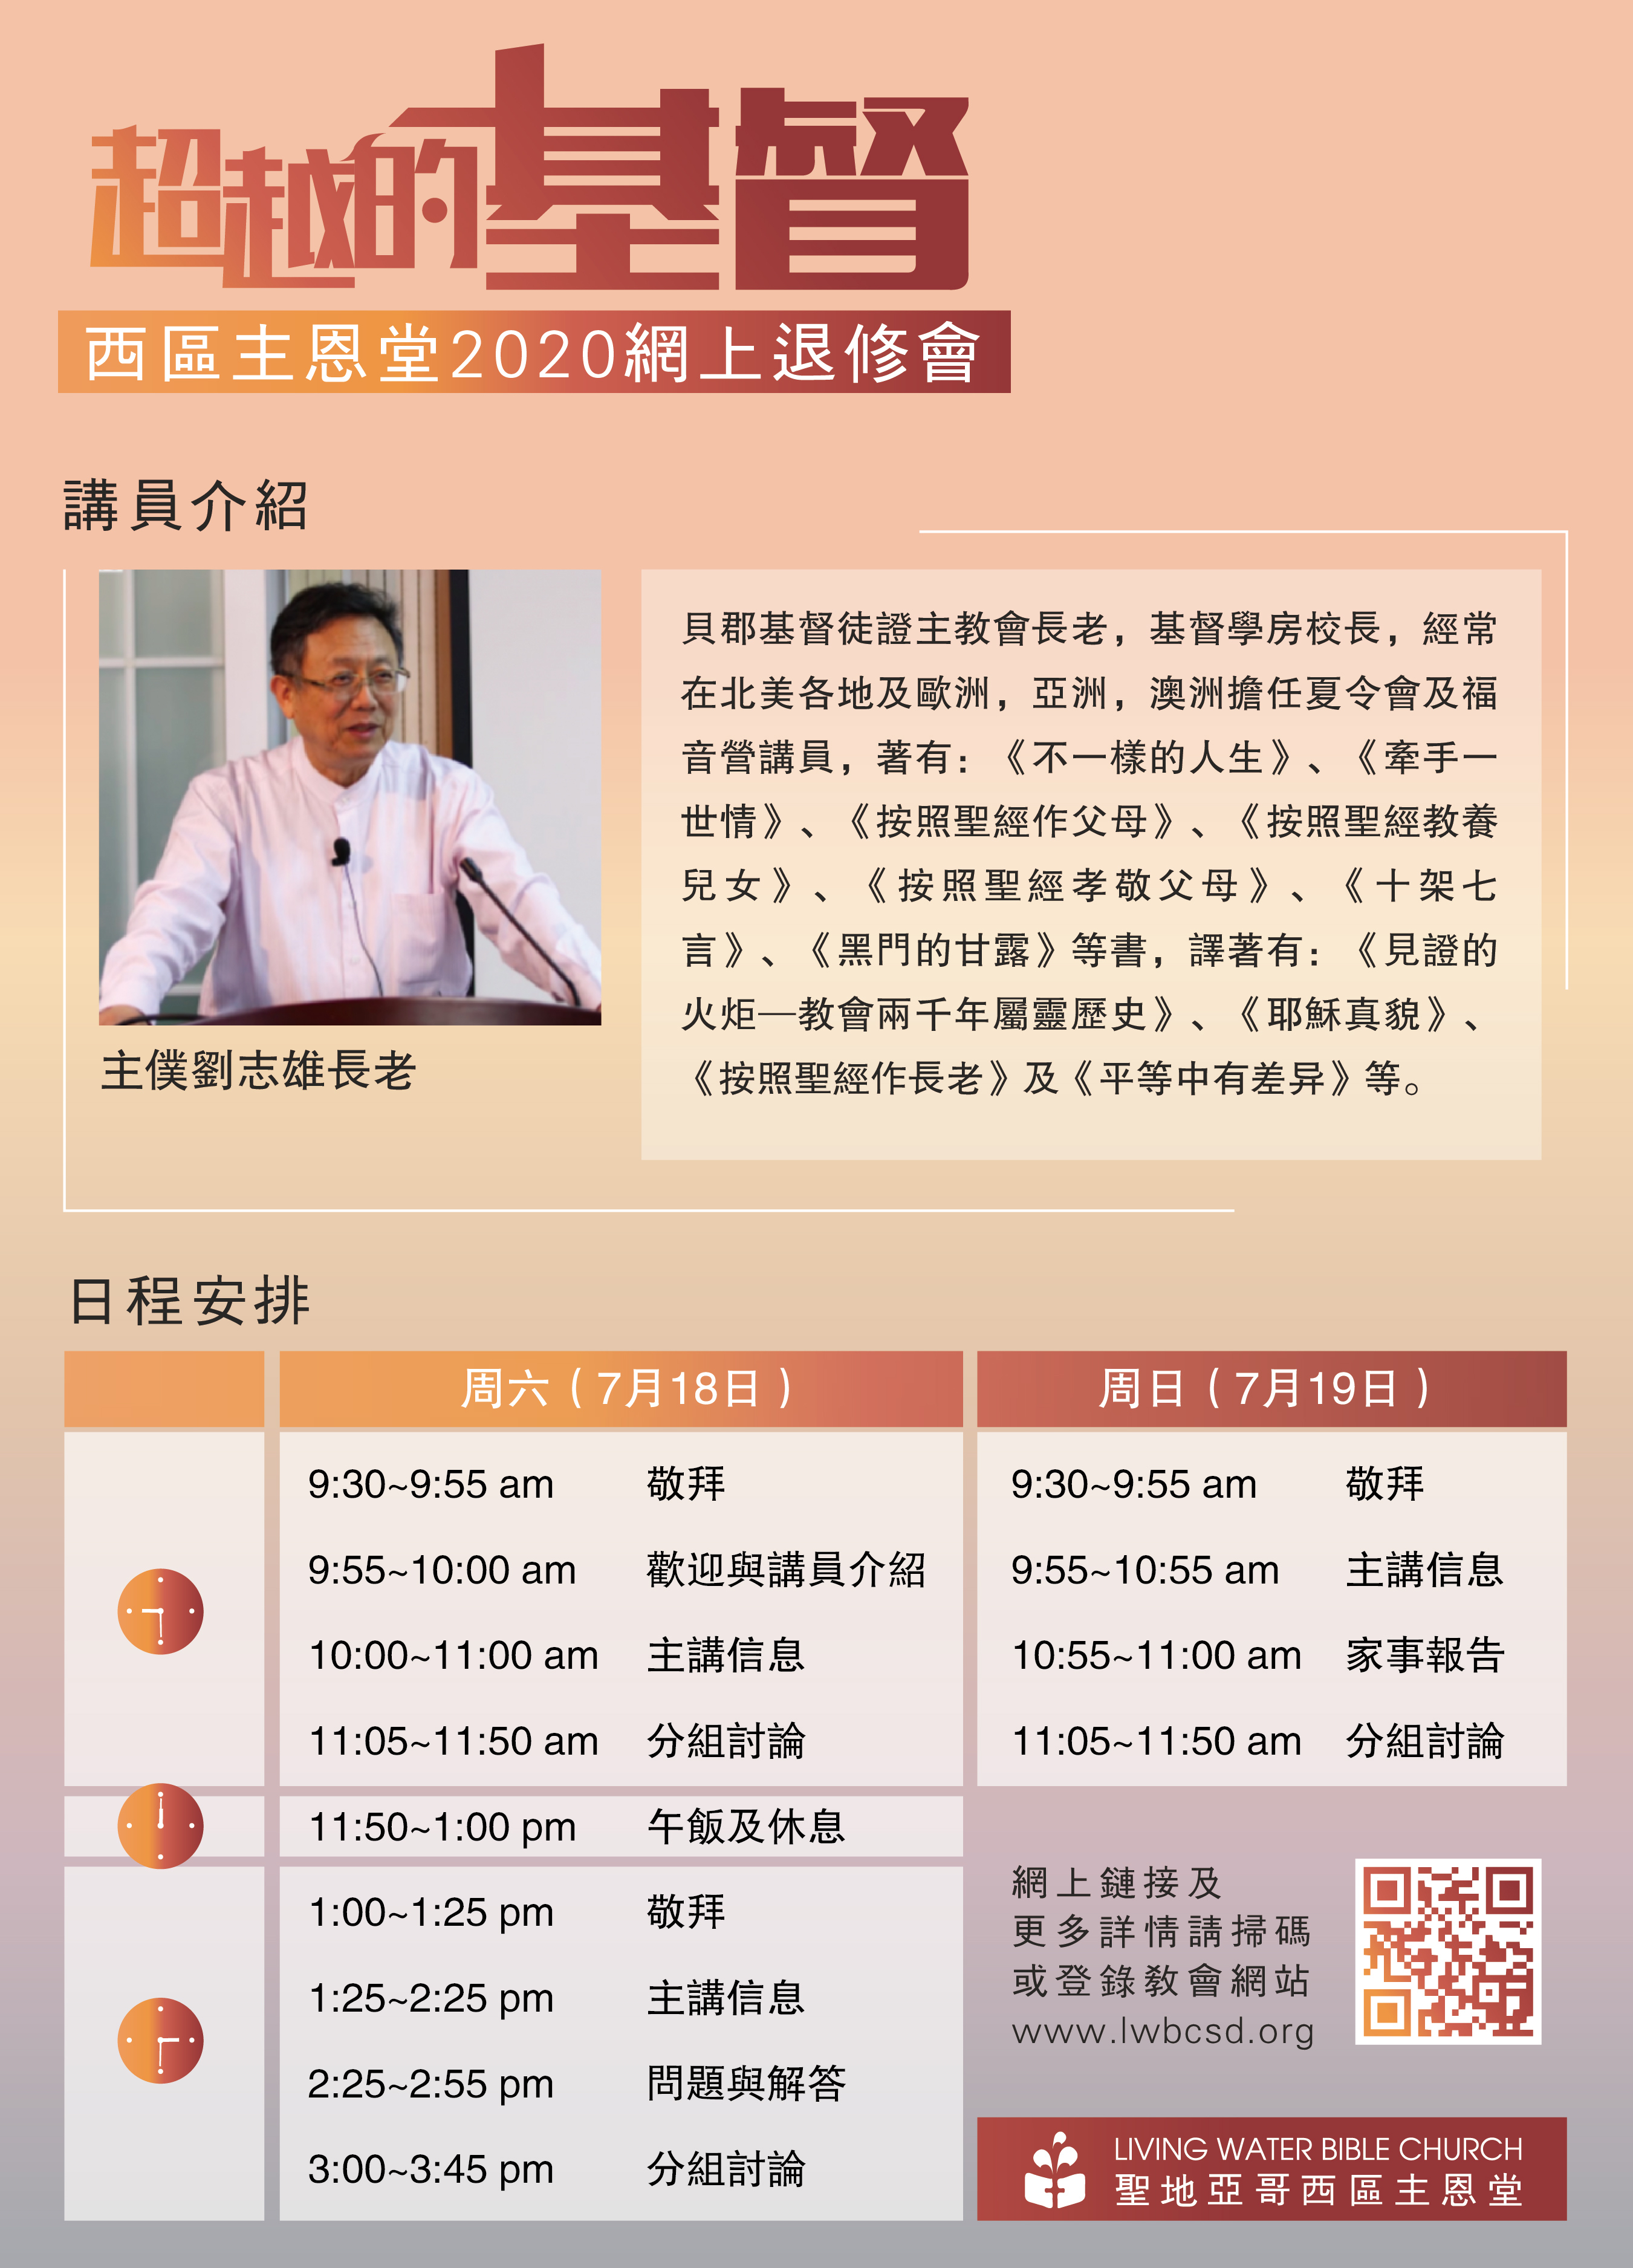 超越的基督
西區主恩堂2020網上退修會
講員介紹
貝郡基督徒證主教會長老，基督學房校長，經常
在北美各地及歐洲，亞洲，澳洲擔任夏令會及福
音營講員，著有：《不一樣的人生》、《牽手一
世情》、《按照聖經作父母》、《按照聖經教養
兒女》、《按照聖經孝敬父母》、《十架七
言》、《黑門的甘露》等書，譯著有：《見證的
火炬—教會兩千年屬靈歷史》、《耶穌真貌》、
《按照聖經作長老》及《平等中有差异》等。
主僕劉志雄長老
日程安排
周六（7月18日）
9:30~9:55 am 敬拜
9:55~10:00 am 歡迎與講員介紹
10:00~11:00 am 主講信息
11:05~11:50 am 分組討論
11:50~1:00 pm 午飯及休息
1:00~1:25 pm 敬拜
1:25~2:25 pm 主講信息
2:25~2:55 pm 問題與解答
3:00~3:45 pm 分組討論
周日（7月19日）
9:30~9:55 am 敬拜
9:55~10:55 am 主講信息
10:55~11:00 am 家事報告
11:05~11:50 am 分組討論
網上鏈接及
更多詳情請掃碼
或登錄教會網站
www.lwbcsd.org
LIVING WATER BIBLE CHURCH
聖地亞哥西區主恩堂